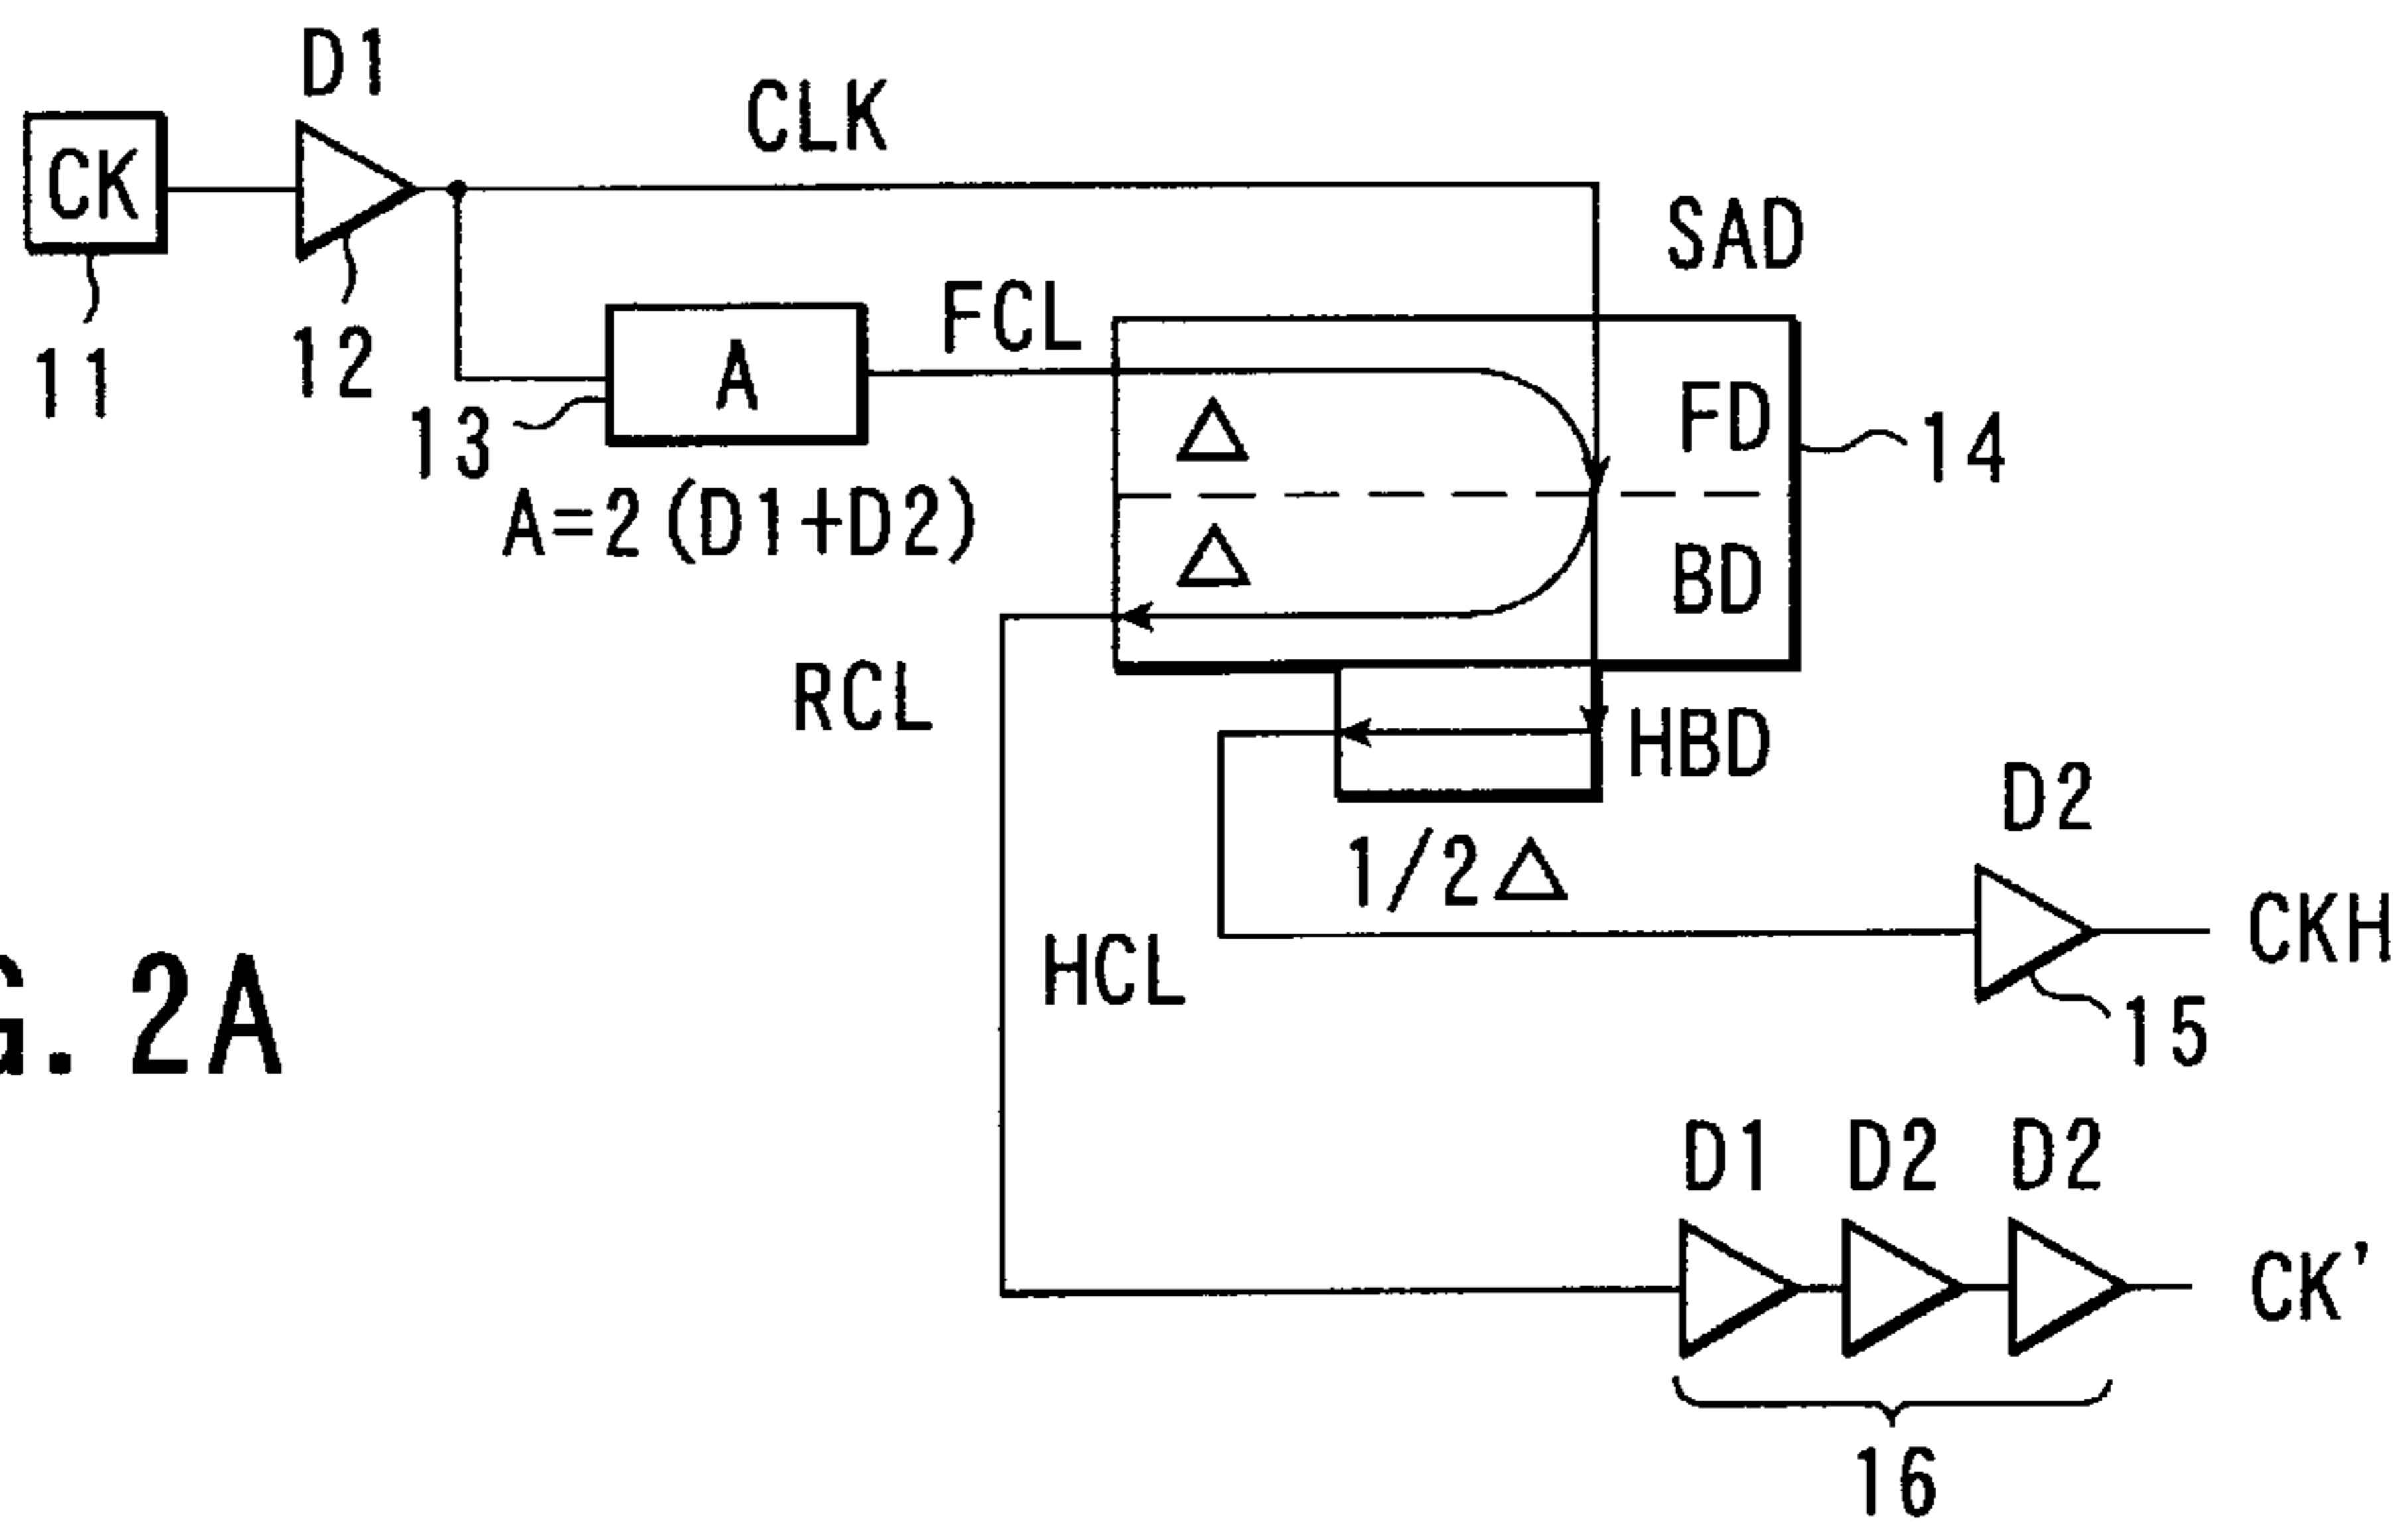 D1
CLK
CK
SAD
11
12
FCL
13
A
A=2(D1+D2)
FD
14
△
△
BD
RCL
HBD
1/2△
HCL
D2
CKH
15
G. 2A
D1 D2 D2
CK'
16